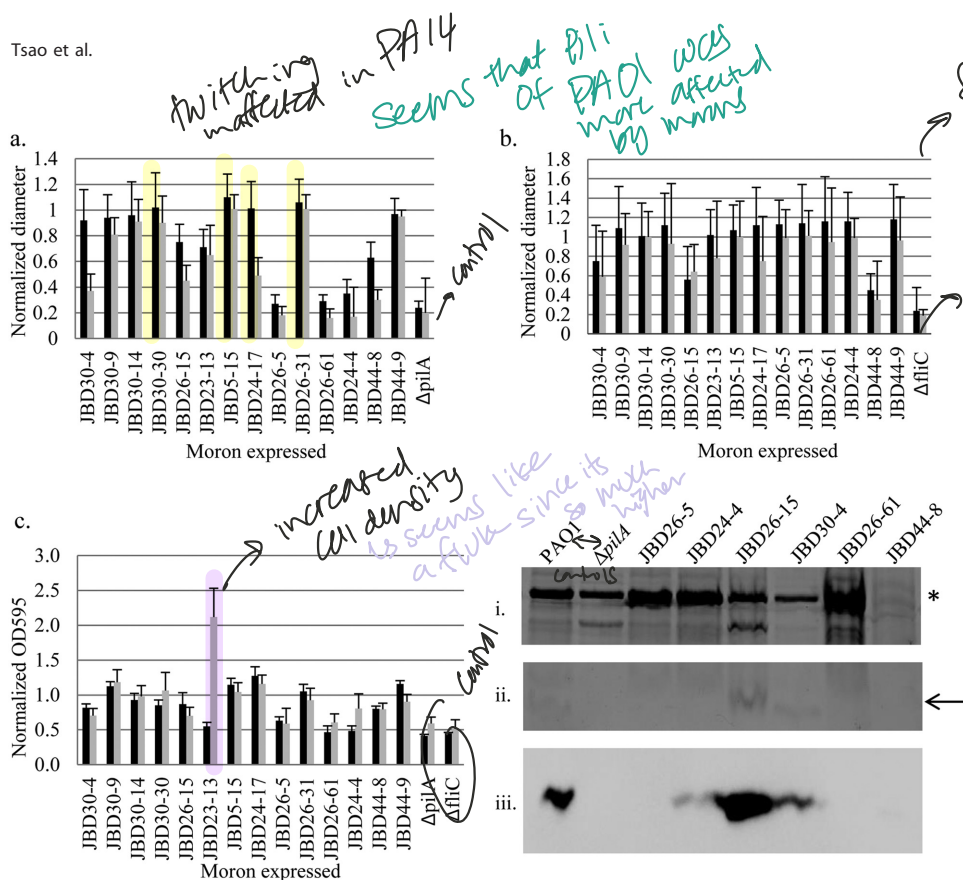 Tsao et al.
twitching
unaffected in PA14
seems that pili
of PAO1 was
more affected
by morons
a.
1.4
1.2
1
0.8
0.6
0.4
0.2
0
Normalized diameter
JBD30-4
JBD30-9
JBD30-14
JBD30-30
JBD26-15
JBD23-13
JBD5-15
JBD24-17
JBD26-5
JBD26-31
JBD26-61
JBD24-4
JBD44-8
JBD44-9
ΔpilA
Moron expressed
control
b.
1.8
1.6
1.4
1.2
1
0.8
0.6
0.4
0.2
0
Normalized diameter
JBD30-4
JBD30-9
JBD30-14
JBD30-30
JBD26-15
JBD23-13
JBD5-15
JBD24-17
JBD26-5
JBD26-31
JBD26-61
JBD24-4
JBD44-8
JBD44-9
ΔfliC
Moron expressed
c.
increased
cell density
↳ seems like
a fluke since its
so much
higher
3.0
2.5
2.0
1.5
1.0
0.5
0.0
Normalized OD595
JBD30-4
JBD30-9
JBD30-14
JBD30-30
JBD26-15
JBD23-13
JBD5-15
JBD24-17
JBD26-5
JBD26-31
JBD26-61
JBD24-4
JBD44-8
JBD44-9
ΔpilA
ΔfliC
Moron expressed
control
PAO1
ΔpilA
JBD26-5
JBD24-4
JBD26-15
JBD30-4
JBD26-61
JBD44-8
controls
i.
*
ii.
iii.